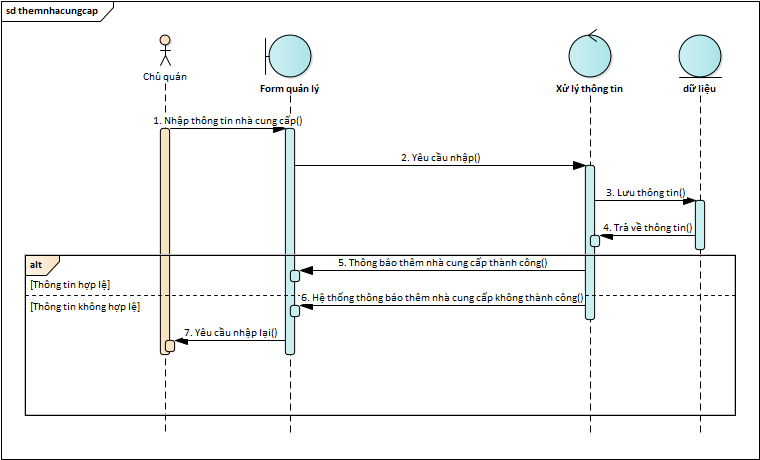 sd themnhacungcap
Chủ quán
Form quản lý
Xử lý thông tin
dữ liệu
1. Nhập thông tin nhà cung cấp()
2. Yêu cầu nhập()
3. Lưu thông tin()
4. Trả về thông tin()
alt
5. Thông báo thêm nhà cung cấp thành công()
[Thông tin hợp lệ]
6. Hệ thống thông báo thêm nhà cung cấp không thành công()
[Thông tin không hợp lệ]
7. Yêu cầu nhập lại()